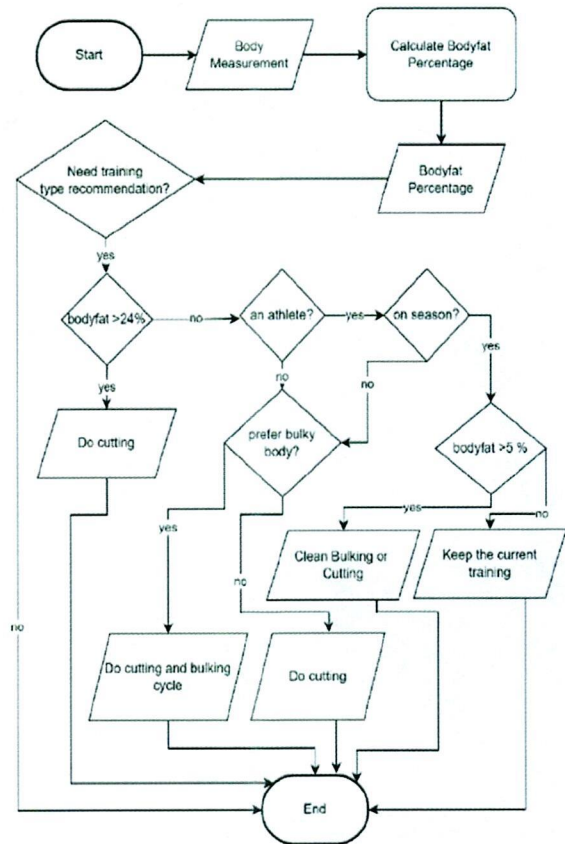 Start
Body
Measurement
Calculate Bodyfat
Percentage
Need training
type recommendation?
Bodyfat
Percentage
yes
bodyfat >24%
no
an athlete?
yes
on season?
yes
yes
no
no
Do cutting
prefer bulky
body?
bodyfat >5 %
yes
yes
no
no
Clean Bulking or
Cutting
Keep the current
training
no
Do cutting and bulking
cycle
Do cutting
End